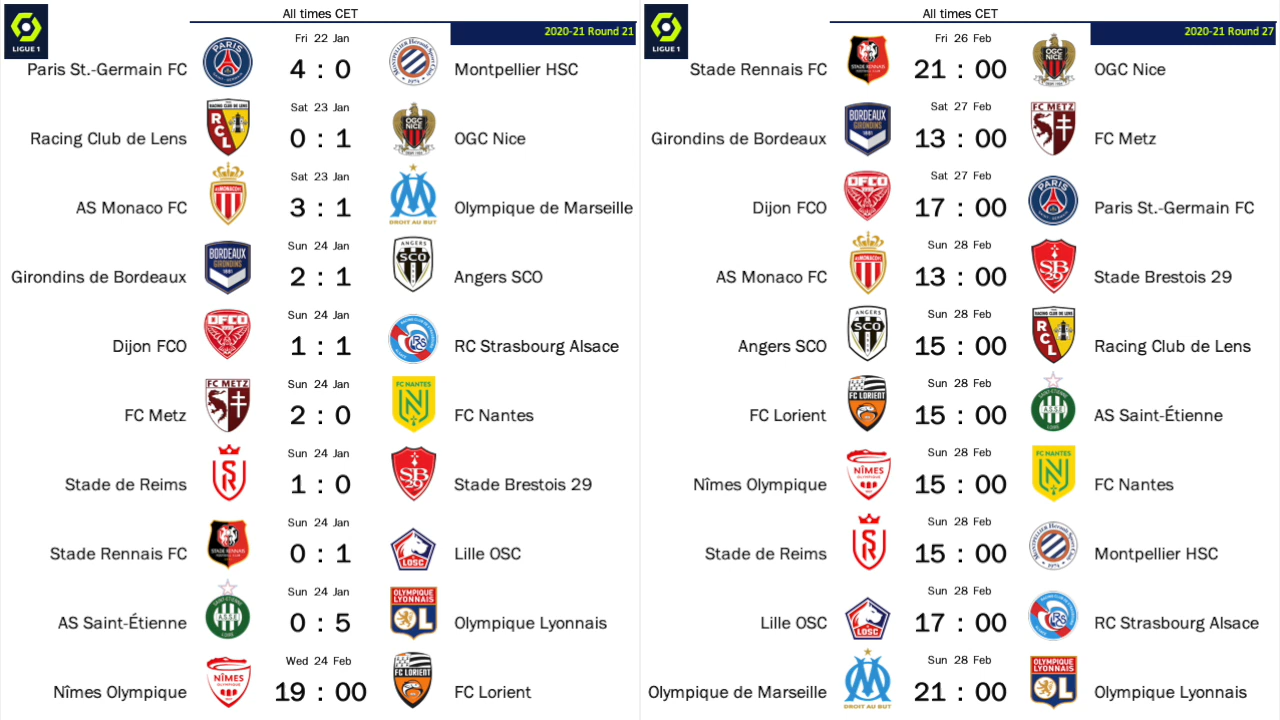 All times CET
2020-21 Round 21
LIGUE 1
Fri 22 Jan
Paris St.-Germain FC 4 : 0 Montpellier HSC
Sat 23 Jan
Racing Club de Lens 0 : 1 OGC Nice
Sat 23 Jan
AS Monaco FC 3 : 1 Olympique de Marseille
Sun 24 Jan
Girondins de Bordeaux 2 : 1 Angers SCO
Sun 24 Jan
Dijon FCO 1 : 1 RC Strasbourg Alsace
Sun 24 Jan
FC Metz 2 : 0 FC Nantes
Sun 24 Jan
Stade de Reims 1 : 0 Stade Brestois 29
Sun 24 Jan
Stade Rennais FC 0 : 1 Lille OSC
Sun 24 Jan
AS Saint-Étienne 0 : 5 Olympique Lyonnais
Wed 24 Feb
Nîmes Olympique 19 : 00 FC Lorient
All times CET
2020-21 Round 27
LIGUE 1
Fri 26 Feb
Stade Rennais FC 21 : 00 OGC Nice
Sat 27 Feb
Girondins de Bordeaux 13 : 00 FC Metz
Sat 27 Feb
Dijon FCO 17 : 00 Paris St.-Germain FC
Sun 28 Feb
AS Monaco FC 13 : 00 Stade Brestois 29
Sun 28 Feb
Angers SCO 15 : 00 Racing Club de Lens
Sun 28 Feb
FC Lorient 15 : 00 AS Saint-Étienne
Sun 28 Feb
Nîmes Olympique 15 : 00 FC Nantes
Sun 28 Feb
Stade de Reims 15 : 00 Montpellier HSC
Sun 28 Feb
Lille OSC 17 : 00 RC Strasbourg Alsace
Sun 28 Feb
Olympique de Marseille 21 : 00 Olympique Lyonnais